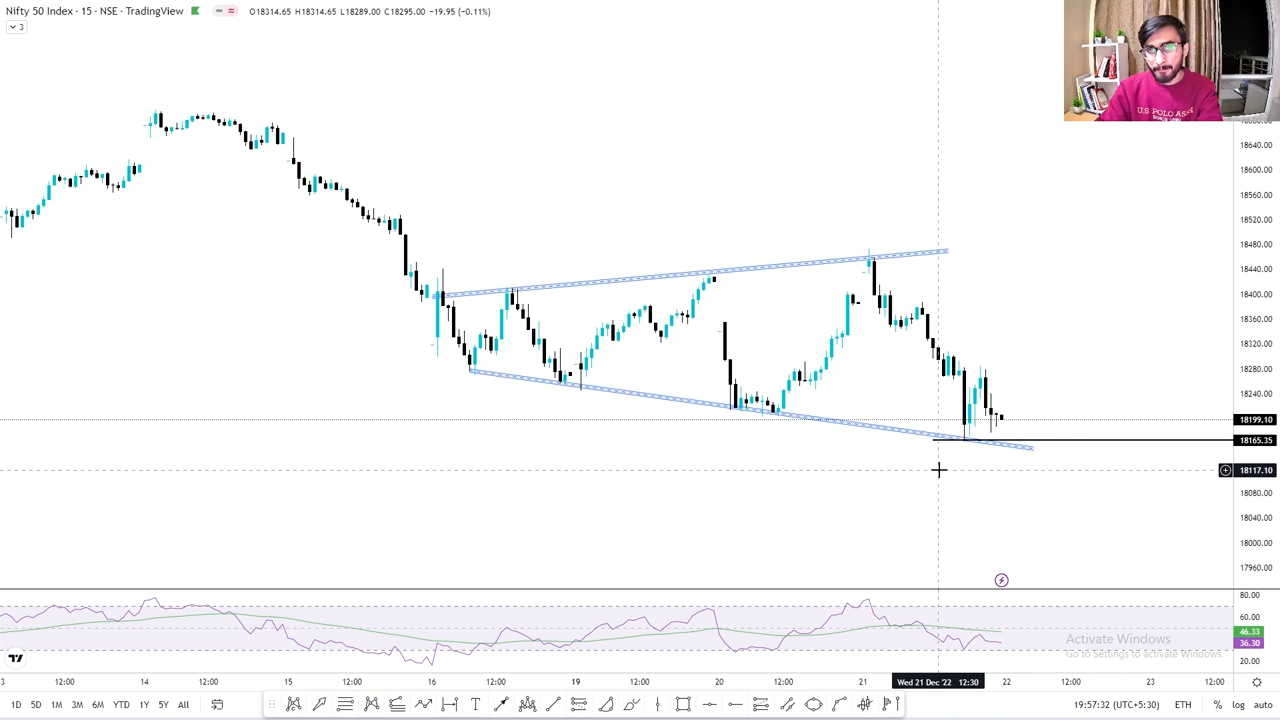 Nifty 50 Index · 15 · NSE · TradingView
O18314.65 H18314.65 L18289.00 C18295.00 −19.95 (−0.11%)
3
U.S. POLO ASSN
SINCE 1890
18640.00
18600.00
18560.00
18520.00
18480.00
18440.00
18400.00
18360.00
18320.00
18280.00
18240.00
18199.10
18165.35
18117.10
18080.00
18040.00
18000.00
17960.00
80.00
60.00
46.33
36.30
20.00
Activate Windows
Go to Settings to activate Windows.
3 12:00 14 12:00 15 12:00 16 12:00 19 12:00 20 12:00 21 Wed 21 Dec '22 12:30 22 12:00 23 12:00
1D 5D 1M 3M 6M YTD 1Y 5Y All
T
19:57:32 (UTC+5:30) ETH % log auto